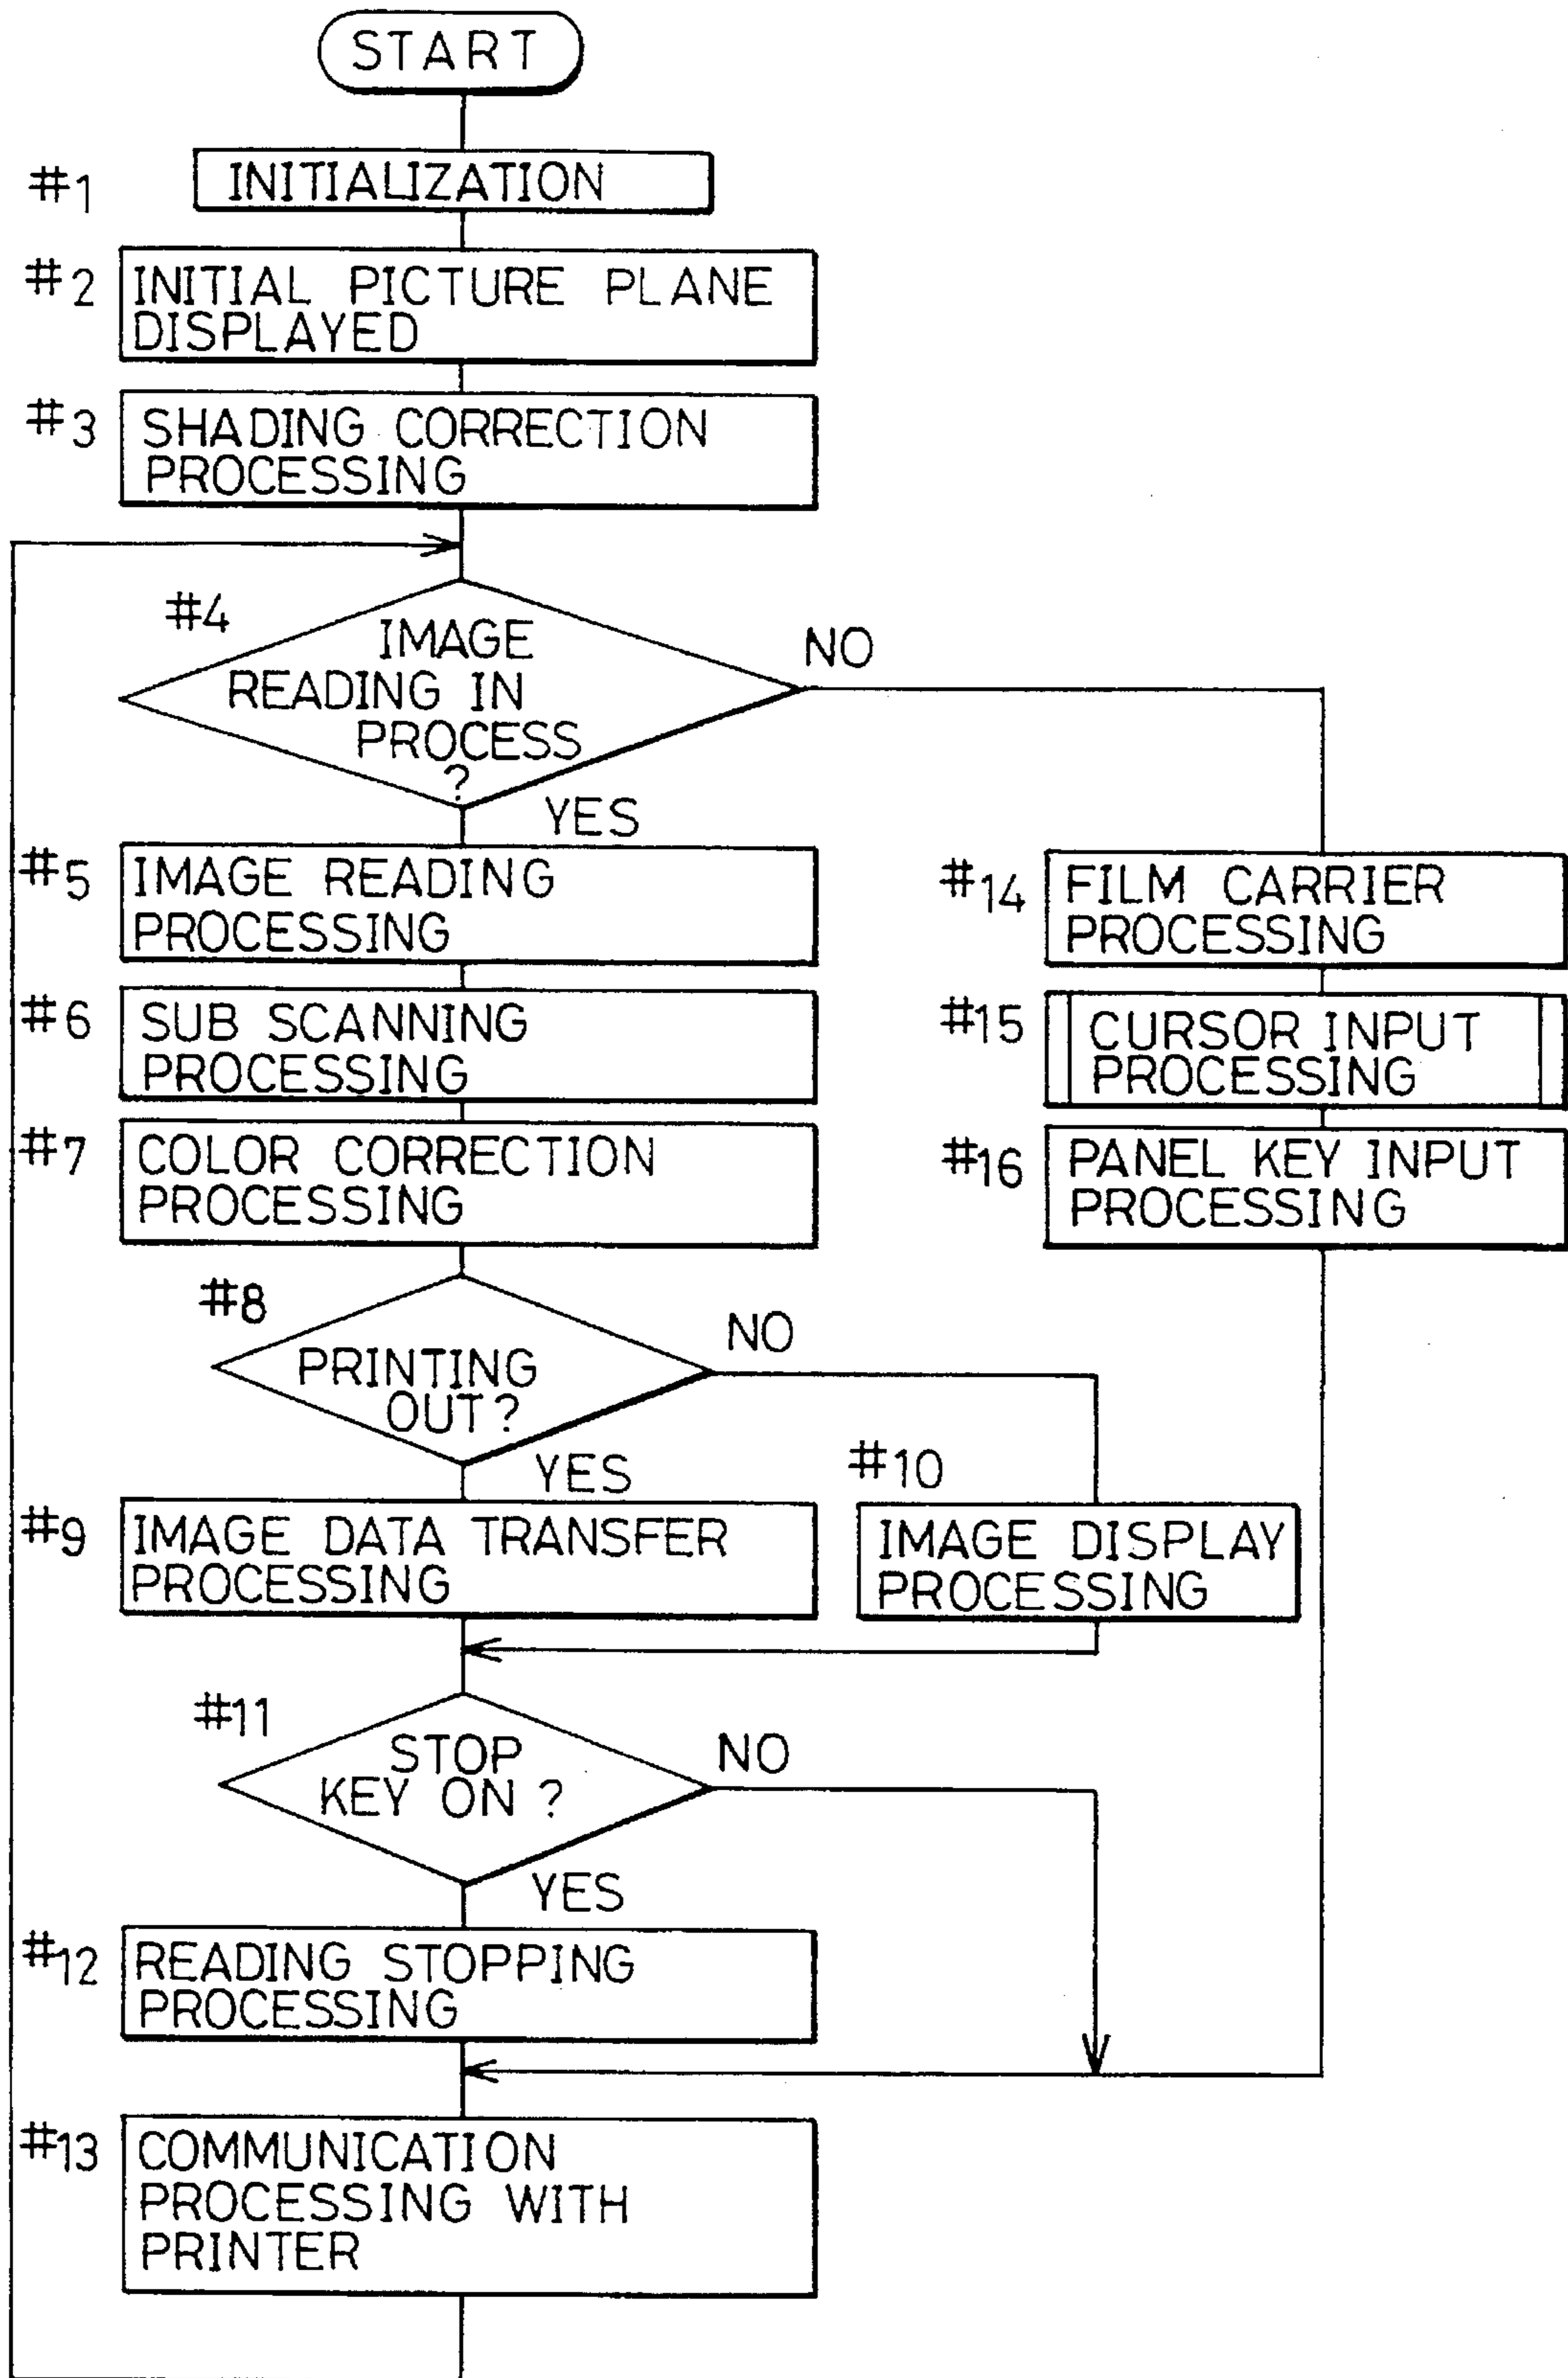 START
#1
INITIALIZATION
#2
INITIAL PICTURE PLANE
DISPLAYED
#3
SHADING CORRECTION
PROCESSING
#4
IMAGE
READING IN
PROCESS
?
NO
YES
#5
IMAGE READING
PROCESSING
#14
FILM CARRIER
PROCESSING
#6
SUB SCANNING
PROCESSING
#15
CURSOR INPUT
PROCESSING
#7
COLOR CORRECTION
PROCESSING
#16
PANEL KEY INPUT
PROCESSING
#8
PRINTING
OUT?
NO
YES
#9
IMAGE DATA TRANSFER
PROCESSING
#10
IMAGE DISPLAY
PROCESSING
#11
STOP
KEY ON ?
NO
YES
#12
READING STOPPING
PROCESSING
#13
COMMUNICATION
PROCESSING WITH
PRINTER